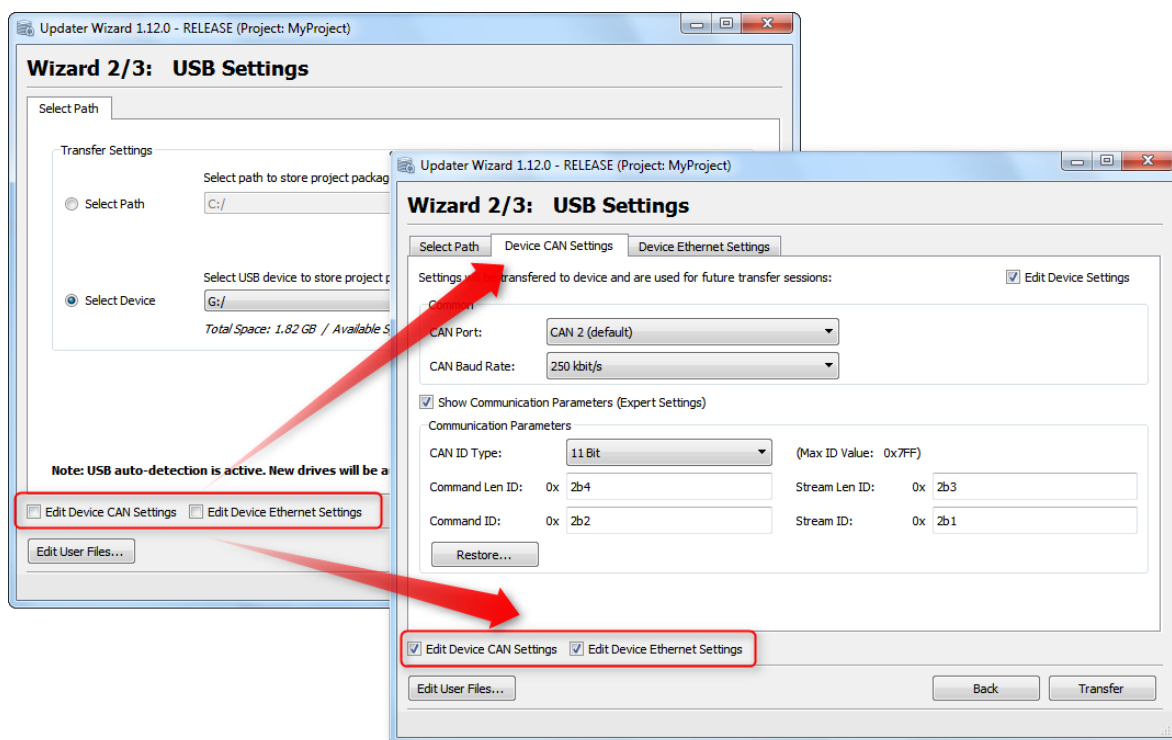 Updater Wizard 1.12.0 - RELEASE (Project: MyProject)
Wizard 2/3: USB Settings
Select Path
Transfer Settings
Select path to store project packag
Select Path
C:/
Select USB device to store project p
Select Device
G:/
Total Space: 1.82 GB / Available S
Note: USB auto-detection is active. New drives will be a
Edit Device CAN Settings Edit Device Ethernet Settings
Edit User Files...
Updater Wizard 1.12.0 - RELEASE (Project: MyProject)
Wizard 2/3: USB Settings
Select Path Device CAN Settings Device Ethernet Settings
Settings transfered to device and are used for future transfer sessions: Edit Device Settings
Common
CAN Port: CAN 2 (default)
CAN Baud Rate: 250 kbit/s
Show Communication Parameters (Expert Settings)
Communication Parameters
CAN ID Type: 11 Bit (Max ID Value: 0x7FF)
Command Len ID: 0x 2b4 Stream Len ID: 0x 2b3
Command ID: 0x 2b2 Stream ID: 0x 2b1
Restore...
Edit Device CAN Settings Edit Device Ethernet Settings
Edit User Files... Back Transfer